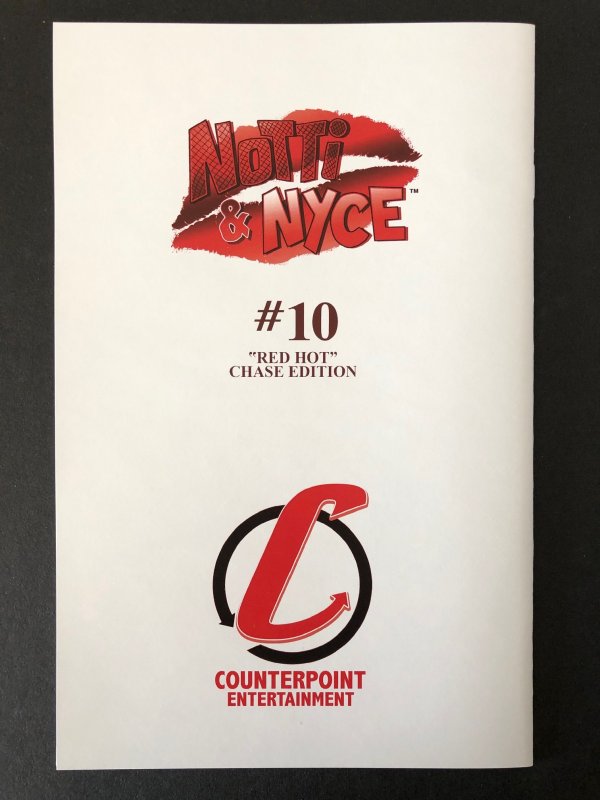 NOTTi
& NYCE™
#10
"RED HOT"
CHASE EDITION
C
COUNTERPOINT
ENTERTAINMENT